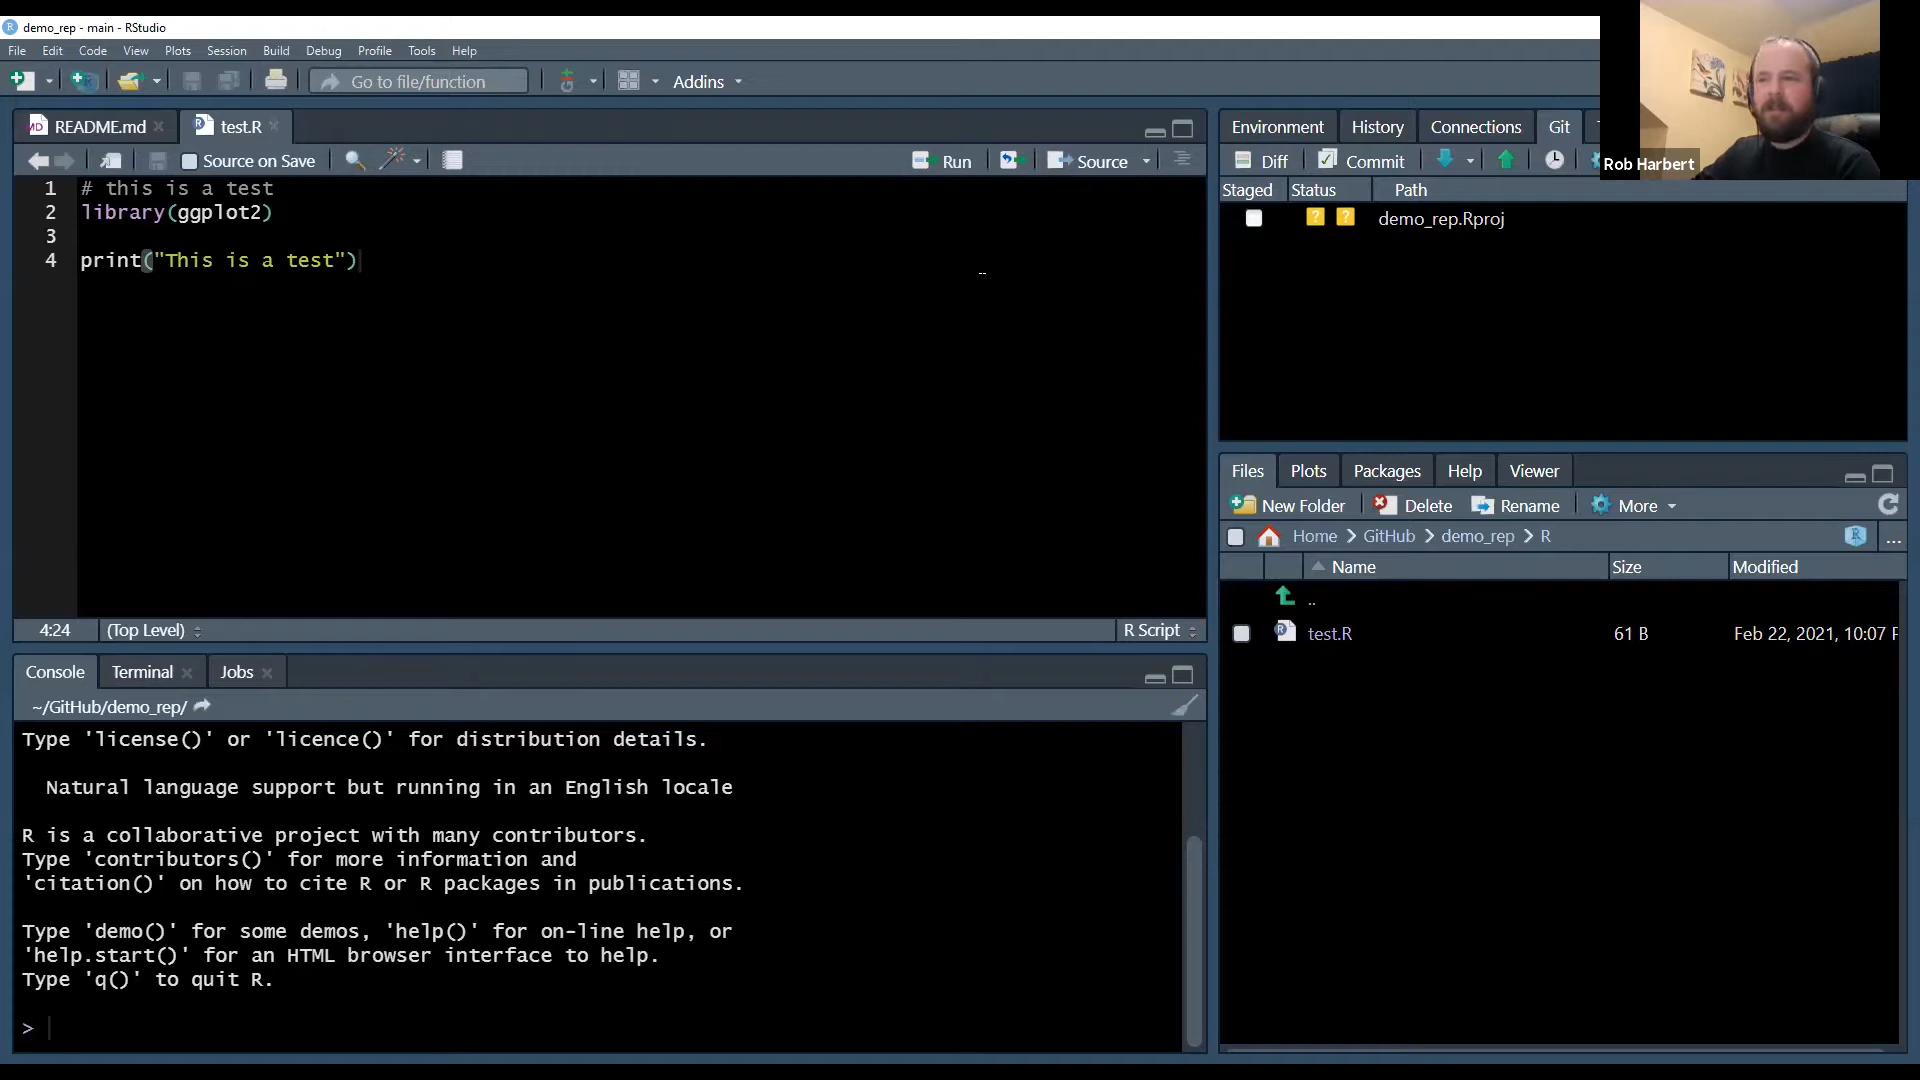 demo_rep - main - RStudio
File Edit Code View Plots Session Build Debug Profile Tools Help
Go to file/function Addins
README.md test.R
Source on Save Run Source
1 # this is a test
2 library(ggplot2)
3
4 print("This is a test")
4:24 (Top Level) R Script
Console Terminal Jobs
~/GitHub/demo_rep/
Type 'license()' or 'licence()' for distribution details.
Natural language support but running in an English locale
R is a collaborative project with many contributors.
Type 'contributors()' for more information and
'citation()' on how to cite R or R packages in publications.
Type 'demo()' for some demos, 'help()' for on-line help, or
'help.start()' for an HTML browser interface to help.
Type 'q()' to quit R.
>
Environment History Connections Git
Diff Commit
Staged Status Path
? ? demo_rep.Rproj
Rob Harbert
Files Plots Packages Help Viewer
New Folder Delete Rename More
Home > GitHub > demo_rep > R ...
Name Size Modified
..
test.R 61 B Feb 22, 2021, 10:07